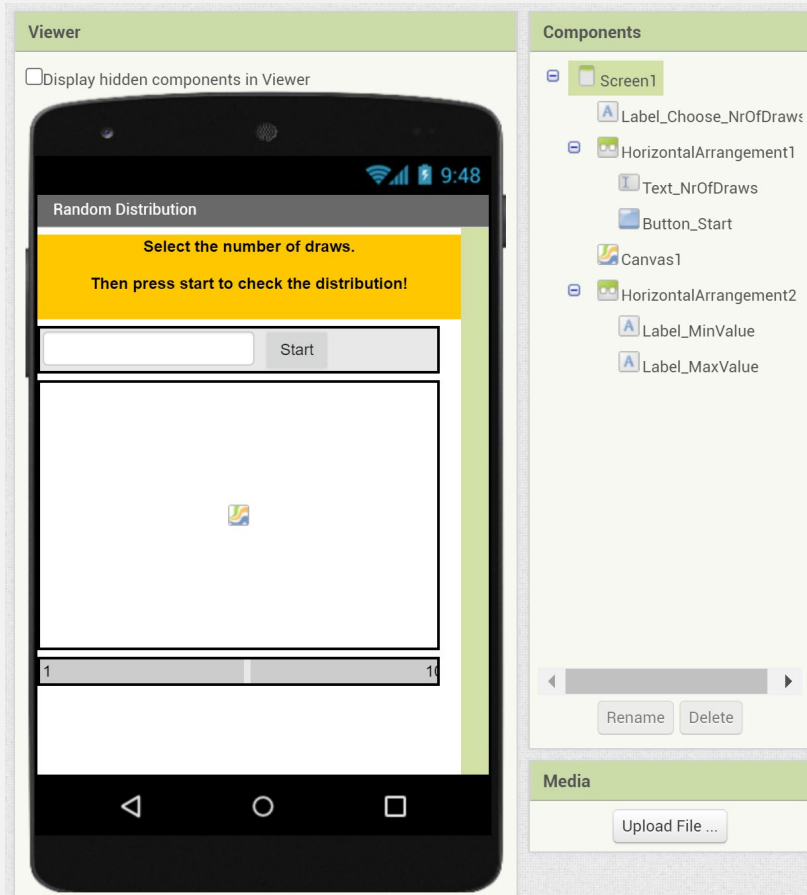 Viewer
Display hidden components in Viewer
9:48
Random Distribution
Select the number of draws.
Then press start to check the distribution!
Start
1
10
Components
Screen1
A Label_Choose_NrOfDraws
HorizontalArrangement1
Text_NrOfDraws
Button_Start
Canvas1
HorizontalArrangement2
A Label_MinValue
A Label_MaxValue
Rename Delete
Media
Upload File ...